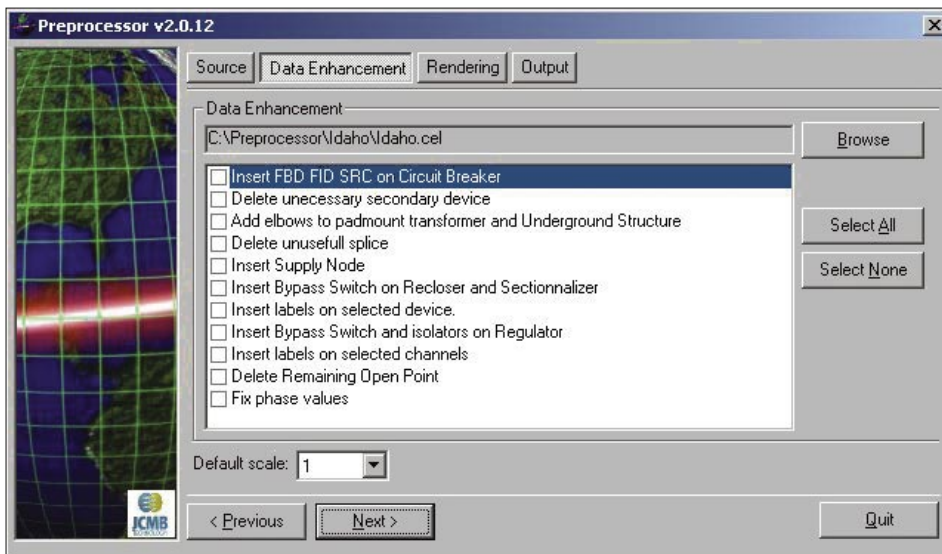 Preprocessor v2.0.12
Source
Data Enhancement
Rendering
Output
Data Enhancement
C:\Preprocessor\Idaho\Idaho.cel
Browse
Insert FBD FID SRC on Circuit Breaker
Delete unecessary secondary device
Add elbows to padmount transformer and Underground Structure
Delete unusefull splice
Insert Supply Node
Insert Bypass Switch on Recloser and Sectionnalizer
Insert labels on selected device.
Insert Bypass Switch and isolators on Regulator
Insert labels on selected channels
Delete Remaining Open Point
Fix phase values
Select All
Select None
Default scale: 1
JCMB
< Previous
Next >
Quit